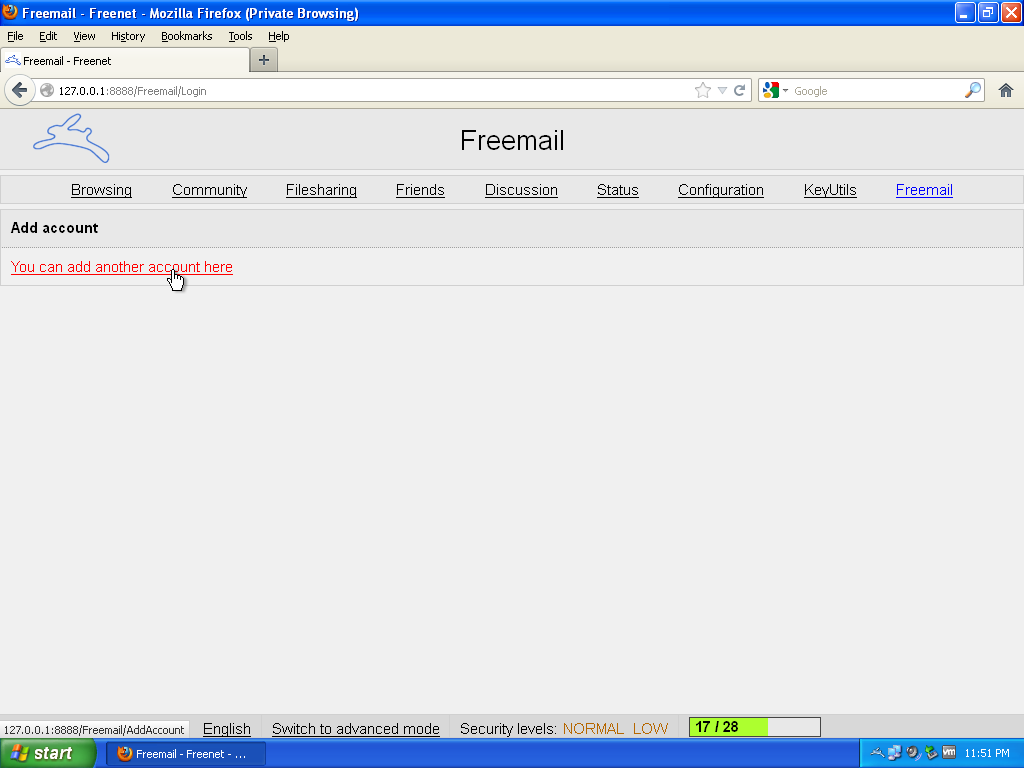 Freemail - Freenet - Mozilla Firefox (Private Browsing)
File Edit View History Bookmarks Tools Help
Freemail - Freenet
127.0.0.1:8888/Freemail/Login Google
Freemail
Browsing Community Filesharing Friends Discussion Status Configuration KeyUtils Freemail
Add account
You can add another account here
127.0.0.1:8888/Freemail/AddAccount English Switch to advanced mode Security levels: NORMAL LOW 17 / 28
start Freemail - Freenet - ... 11:51 PM